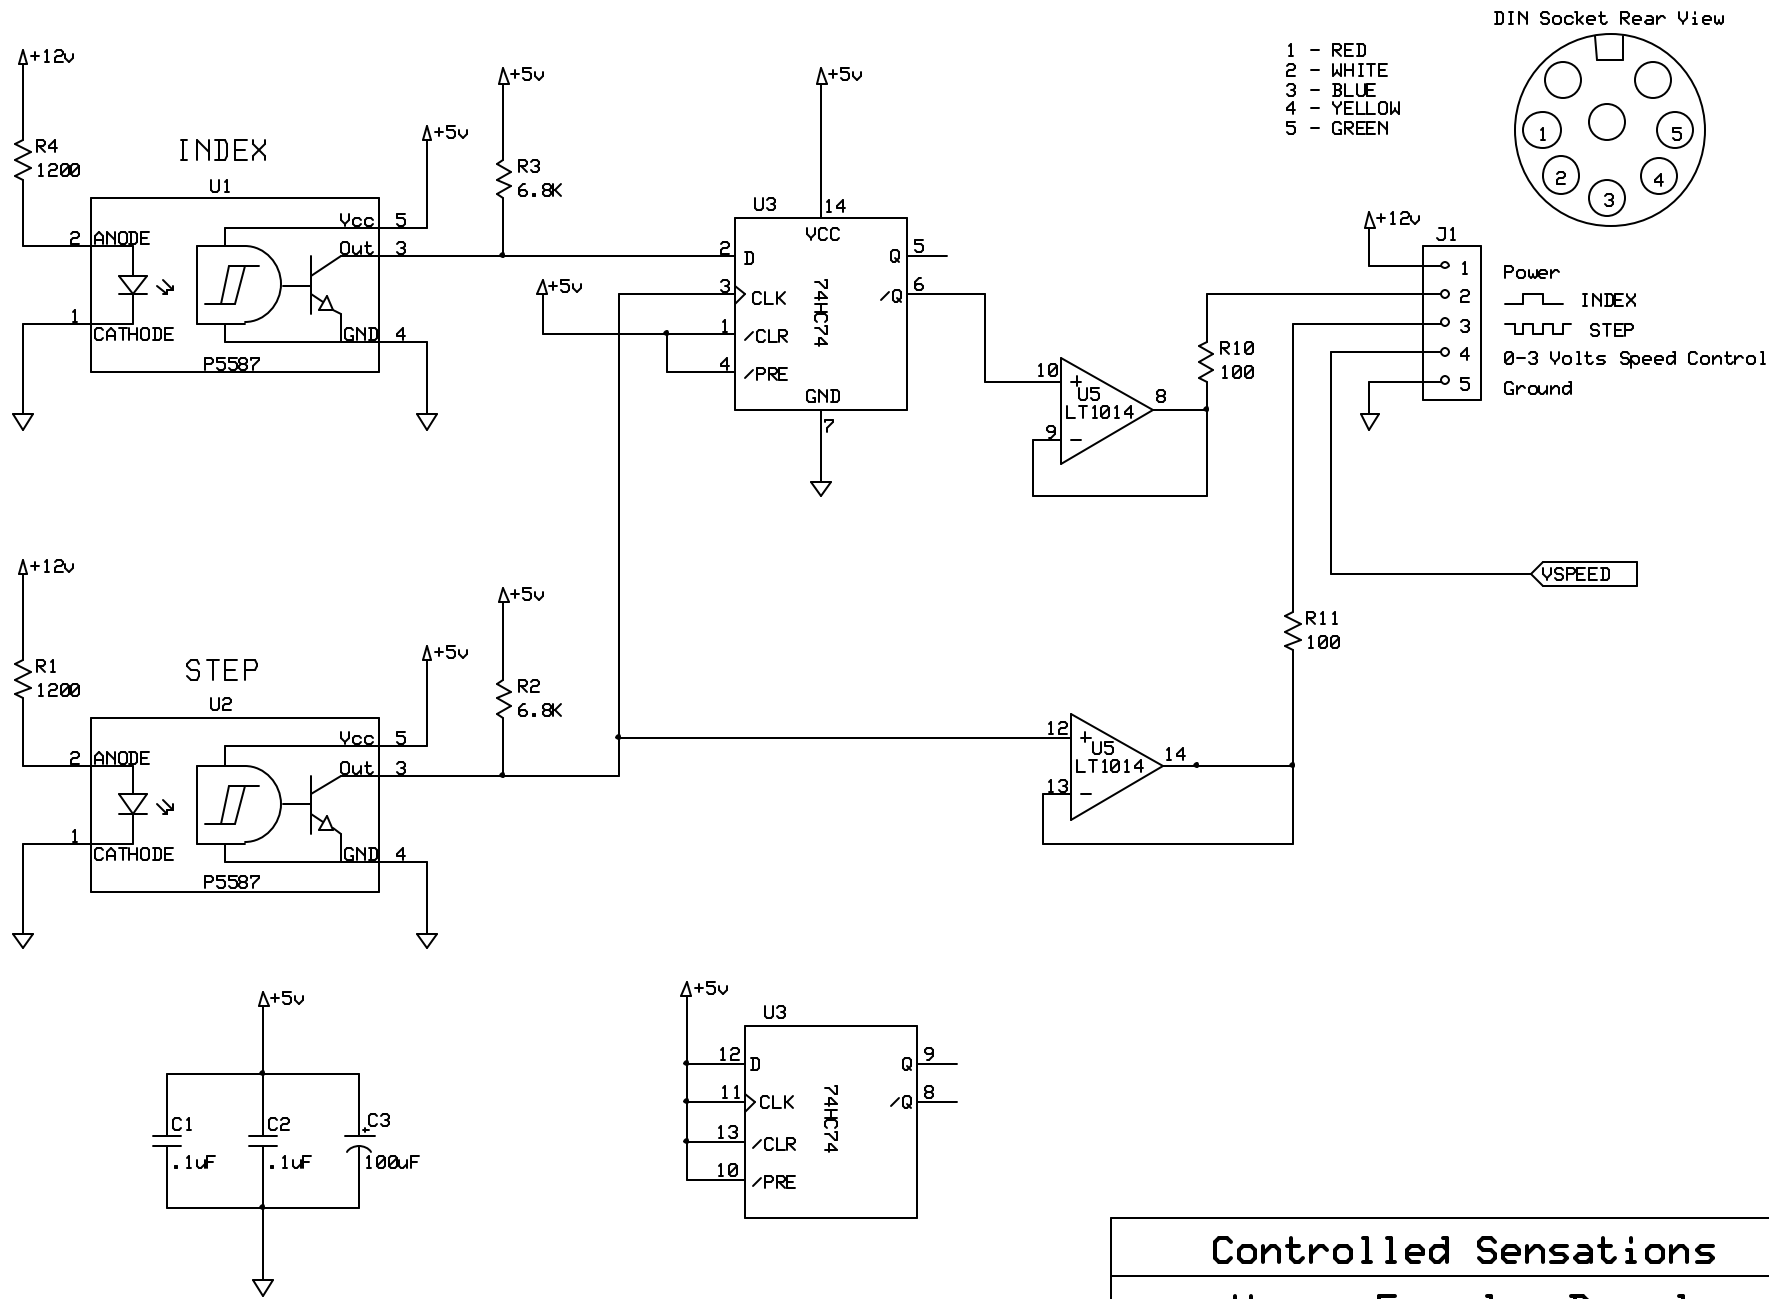 DIN Socket Rear View
1 - RED
2 - WHITE
3 - BLUE
4 - YELLOW
5 - GREEN
1
5
2
4
3
+12v
R4
1200
INDEX
U1
+5v
2 ANODE
Vcc 5
Out 3
1
CATHODE
GND 4
P5587
+5v
R3
6.8K
+5v
+5v
U3
14
VCC
2 D
3 CLK
1 /CLR
4 /PRE
74HC74
Q 5
/Q 6
GND
7
10 +
U5
LT1014
9 -
8
R10
100
+12v
J1
1 Power
2 INDEX
3 STEP
4 0-3 Volts Speed Control
5 Ground
VSPEED
+12v
R1
1200
STEP
U2
+5v
2 ANODE
Vcc 5
Out 3
1
CATHODE
GND 4
P5587
+5v
R2
6.8K
12 +
U5
LT1014
13 -
14
R11
100
+5v
C1
.1uF
C2
.1uF
+
C3
100uF
+5v
U3
12 D
11 CLK
13 /CLR
10 /PRE
74HC74
Q 9
/Q 8
Controlled Sensations